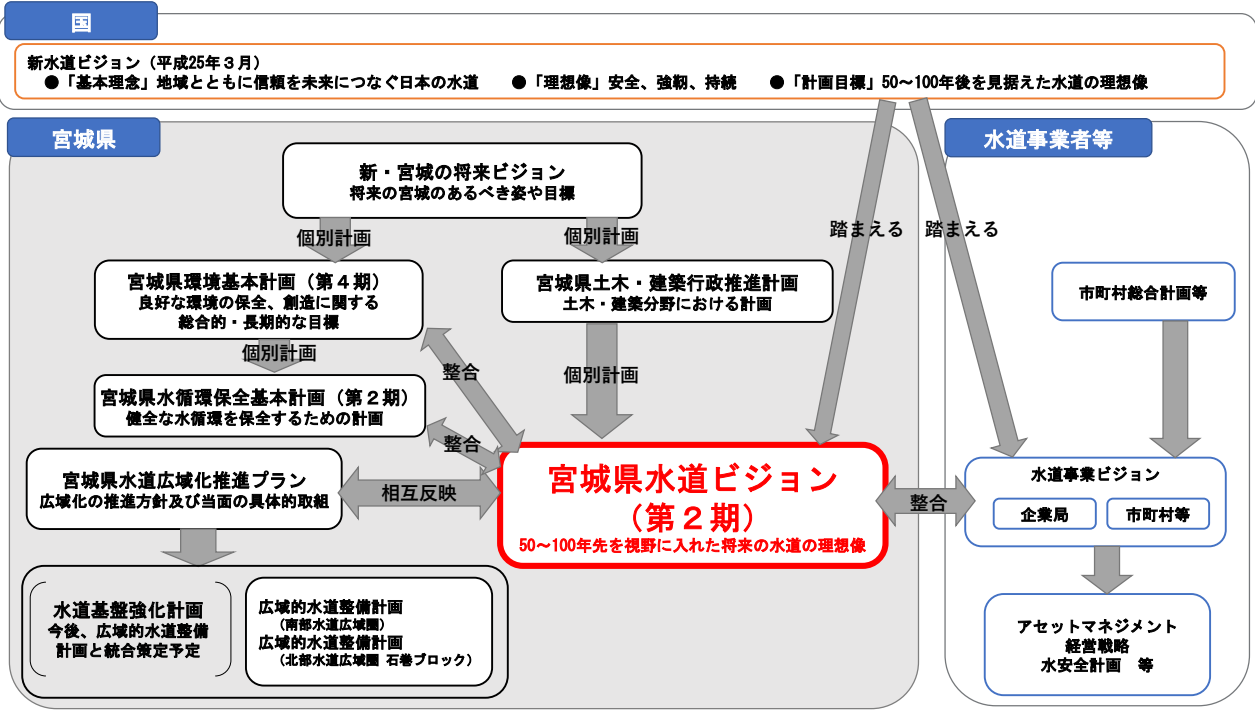 国
新水道ビジョン（平成25年３月）
●「基本理念」地域とともに信頼を未来につなぐ日本の水道　●「理想像」安全、強靭、持続　●「計画目標」50～100年後を見据えた水道の理想像
宮城県
新・宮城の将来ビジョン
将来の宮城のあるべき姿や目標
個別計画
個別計画
宮城県環境基本計画（第４期）
良好な環境の保全、創造に関する
総合的・長期的な目標
宮城県土木・建築行政推進計画
土木・建築分野における計画
個別計画
個別計画
整合
宮城県水循環保全基本計画（第２期）
健全な水循環を保全するための計画
整合
踏まえる
踏まえる
宮城県水道広域化推進プラン
広域化の推進方針及び当面の具体的取組
相互反映
宮城県水道ビジョン
（第２期）
50～100年先を視野に入れた将来の水道の理想像
整合
水道基盤強化計画
今後、広域的水道整備
計画と統合策定予定
広域的水道整備計画
（南部水道広域圏）
広域的水道整備計画
（北部水道広域圏 石巻ブロック）
水道事業者等
市町村総合計画等
水道事業ビジョン
企業局
市町村等
アセットマネジメント
経営戦略
水安全計画　等